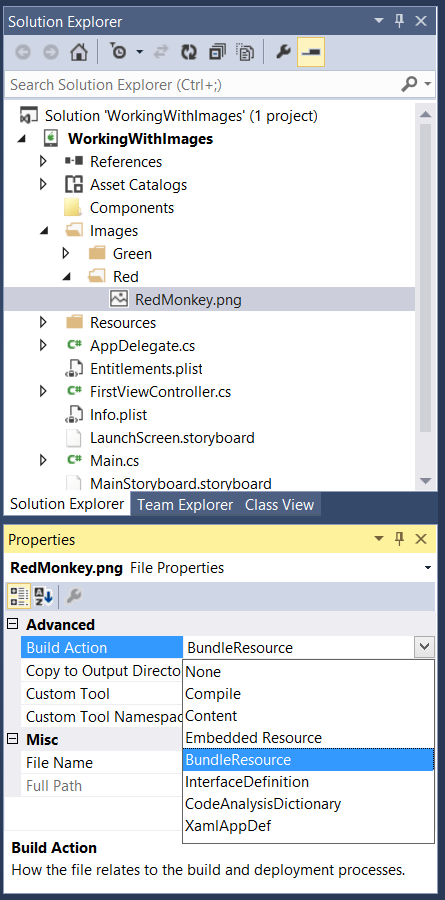 Solution Explorer
Search Solution Explorer (Ctrl+;)
Solution 'WorkingWithImages' (1 project)
WorkingWithImages
References
Asset Catalogs
Components
Images
Green
Red
RedMonkey.png
Resources
C# AppDelegate.cs
Entitlements.plist
C# FirstViewController.cs
Info.plist
LaunchScreen.storyboard
C# Main.cs
MainStoryboard.storyboard
Solution Explorer Team Explorer Class View
Properties
RedMonkey.png File Properties
A Z
Advanced
Build Action BundleResource
Copy to Output Directo
Custom Tool
Custom Tool Namespac
Misc
File Name
Full Path
None
Compile
Content
Embedded Resource
BundleResource
InterfaceDefinition
CodeAnalysisDictionary
XamlAppDef
Build Action
How the file relates to the build and deployment processes.